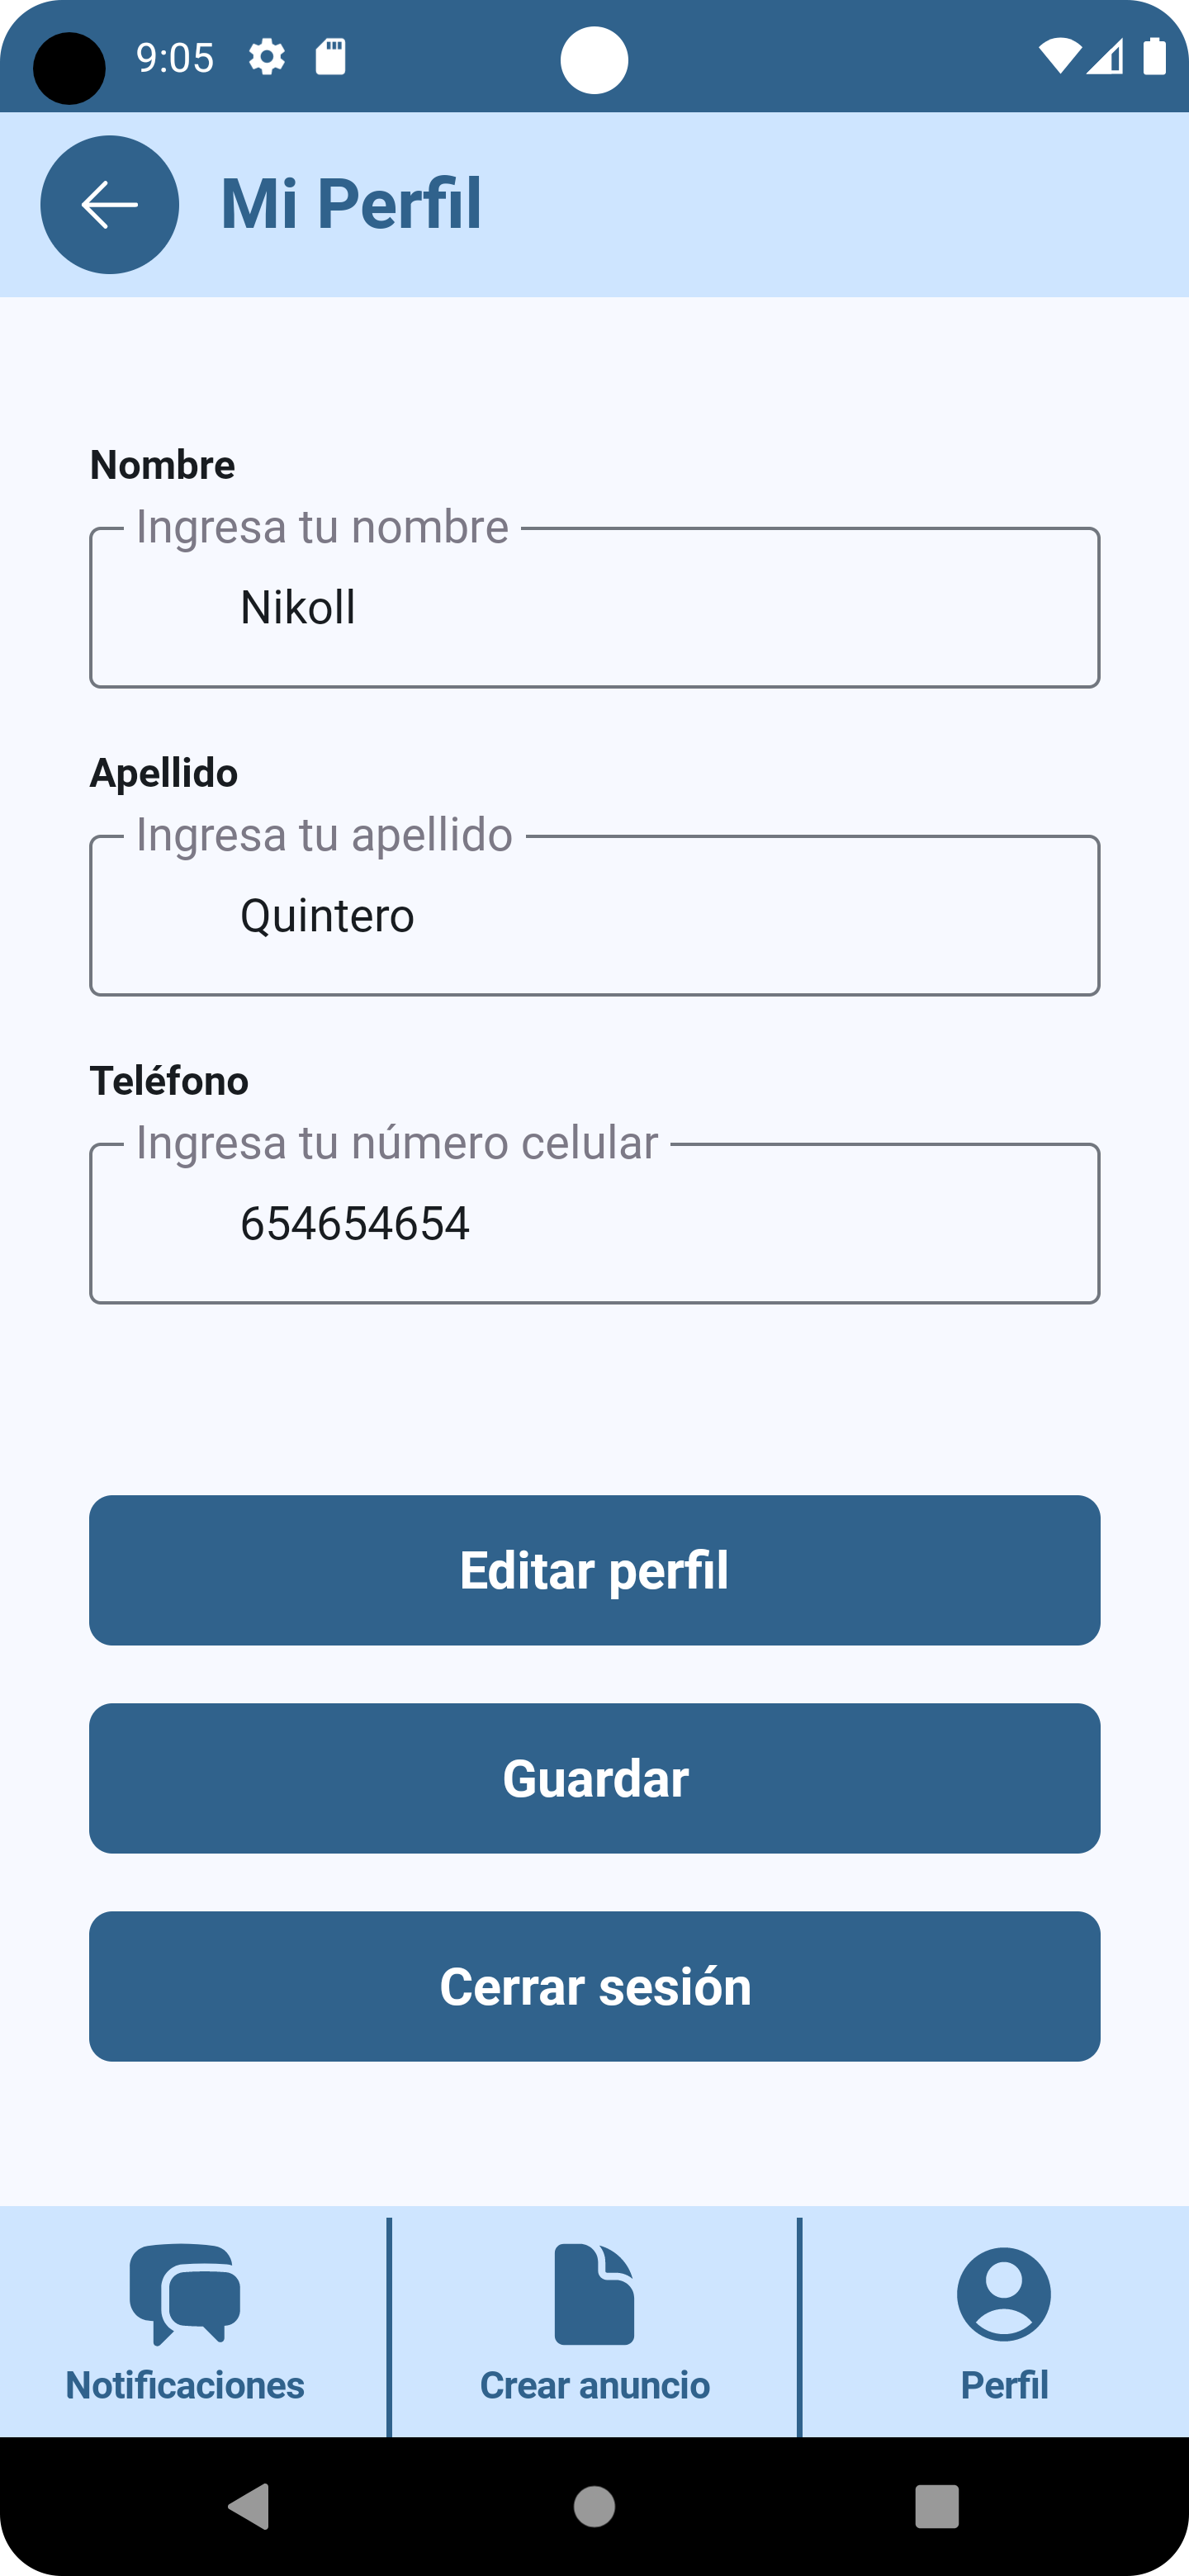 9:05
Mi Perfil
Nombre
Ingresa tu nombre
Nikoll
Apellido
Ingresa tu apellido
Quintero
Teléfono
Ingresa tu número celular
654654654
Editar perfil
Guardar
Cerrar sesión
Notificaciones
Crear anuncio
Perfil